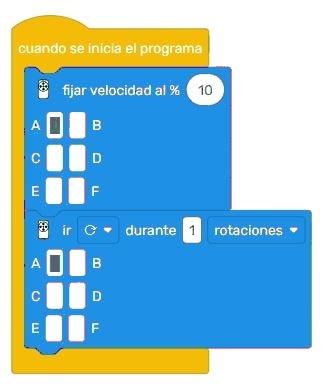 cuando se inicia el programa
fijar velocidad al % 10
A B
C D
E F
ir durante 1 rotaciones
A B
C D
E F